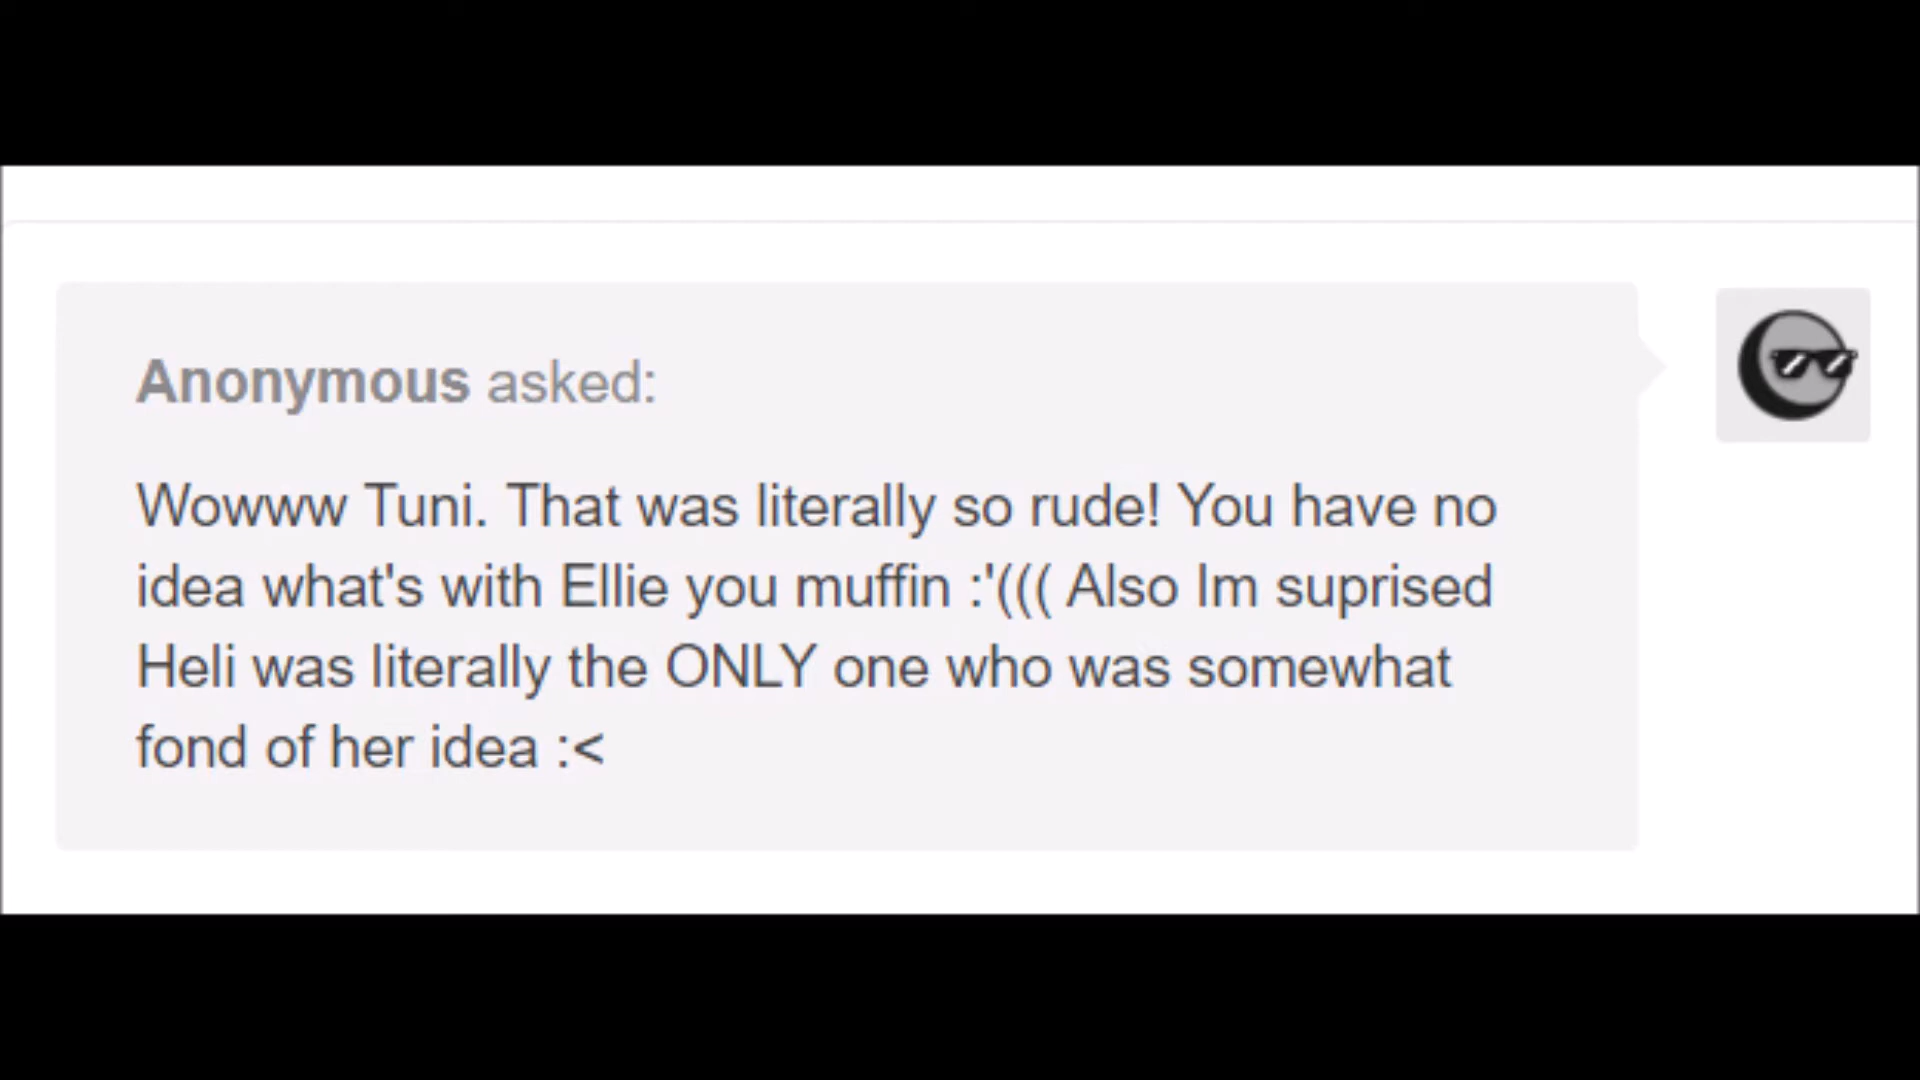 Anonymous asked:
Wowww Tuni. That was literally so rude! You have no
idea what's with Ellie you muffin :'((( Also Im suprised
Heli was literally the ONLY one who was somewhat
fond of her idea :<